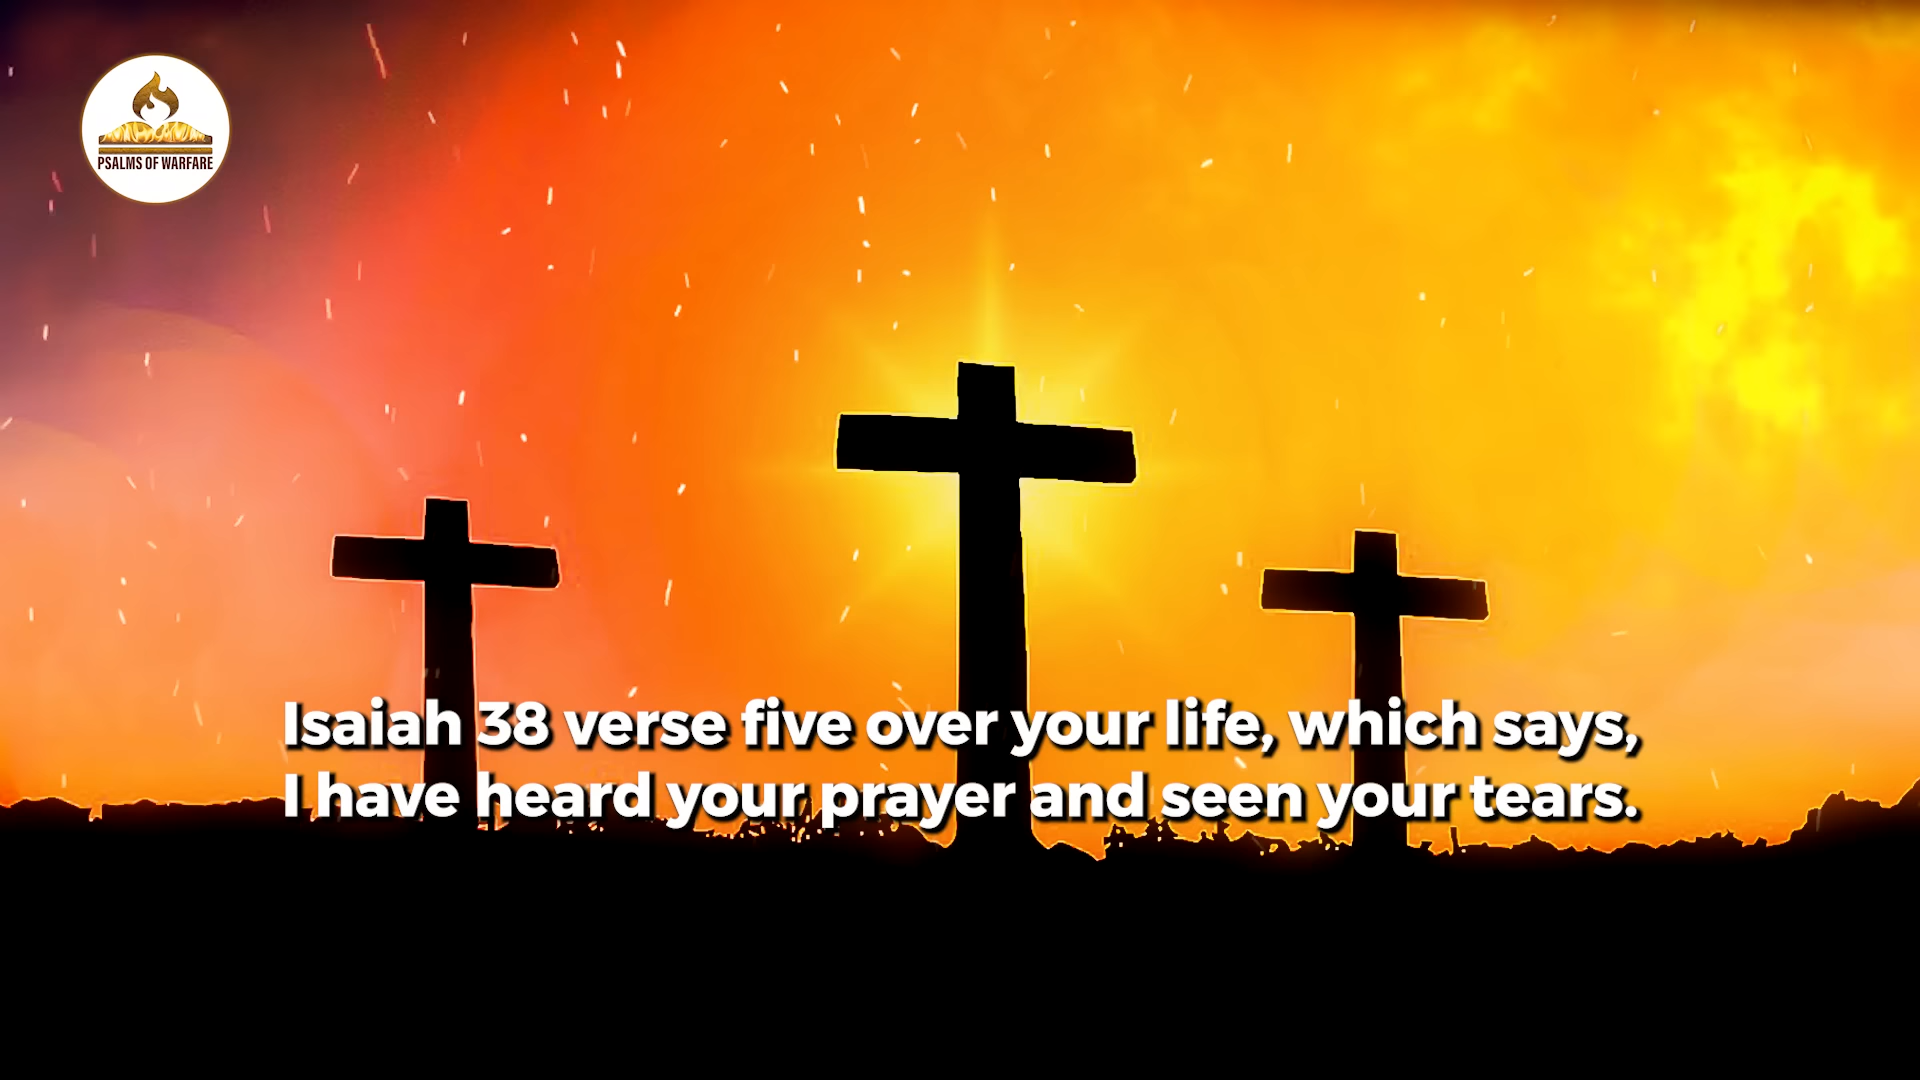 PSALMS OF WARFARE
Isaiah 38 verse five over your life, which says,
I have heard your prayer and seen your tears.